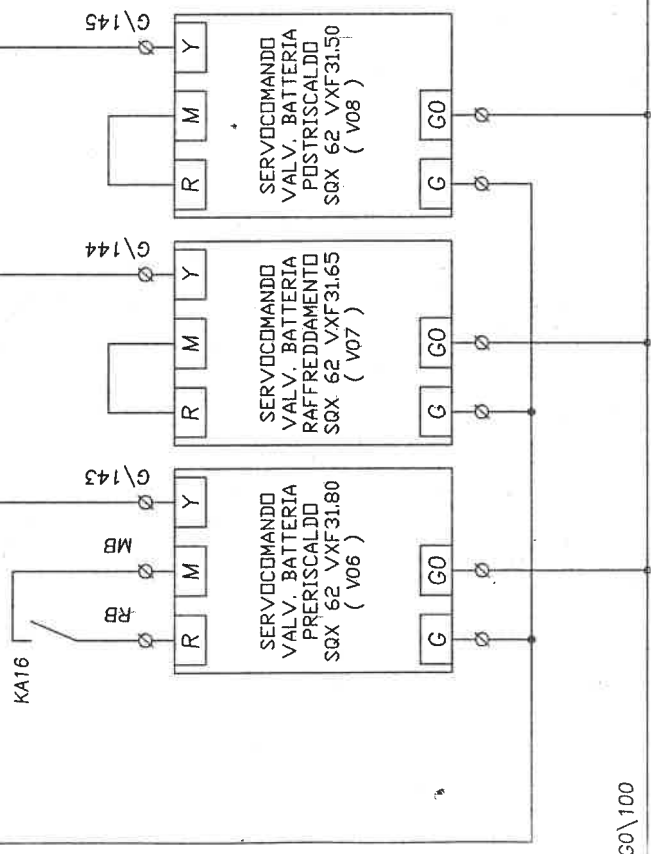 G\145
G\144
G\143
MB
RB
KA16
R M Y
SERVOCOMANDO
VALV. BATTERIA
PRERISCALDO
SQX 62 VXF31.80
( V06 )
G G0
R M Y
SERVOCOMANDO
VALV. BATTERIA
RAFFREDDAMENTO
SQX 62 VXF31.65
( V07 )
G G0
R M Y
SERVOCOMANDO
VALV. BATTERIA
POSTRISCALDO
SQX 62 VXF31.50
( V08 )
G G0
G0\100